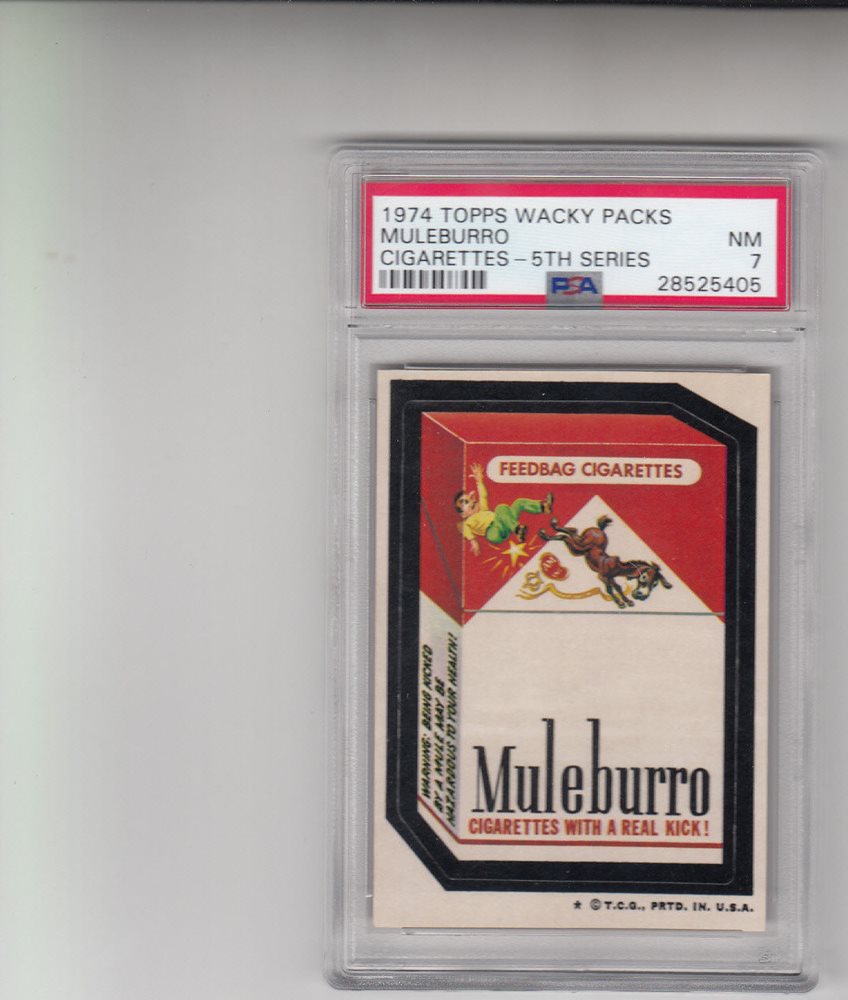 1974 TOPPS WACKY PACKS
MULEBURRO NM
CIGARETTES – 5TH SERIES 7
PSA 28525405
FEEDBAG CIGARETTES
WARNING: BEING KICKED
BY A MULE MAY BE
HAZARDOUS TO YOUR HEALTH!
Muleburro
CIGARETTES WITH A REAL KICK!
* © T.C.G., PRTD. IN. U.S.A.